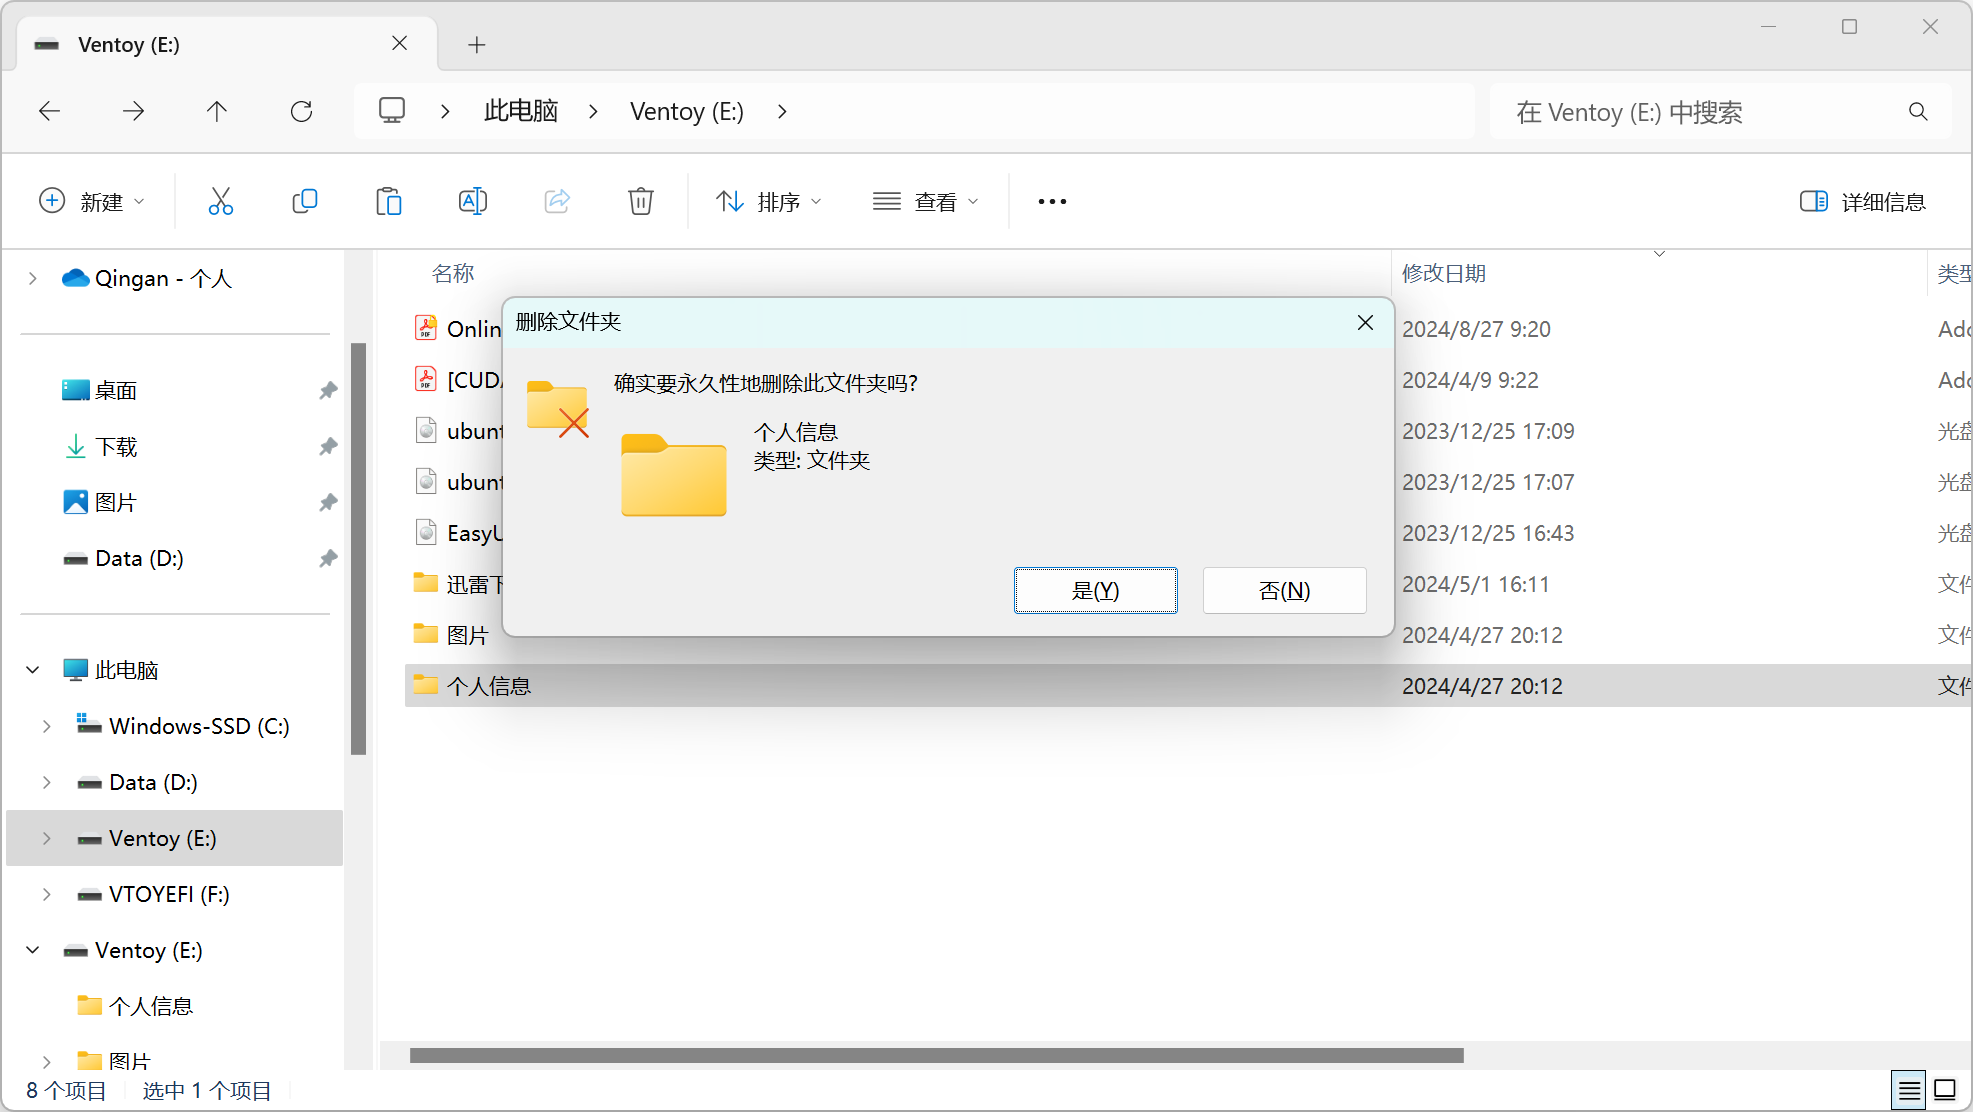 Ventoy (E:)
此电脑
Ventoy (E:)
在 Ventoy (E:) 中搜索
新建
排序
查看
详细信息
Qingan - 个人
桌面
下载
图片
Data (D:)
此电脑
Windows-SSD (C:)
Data (D:)
Ventoy (E:)
VTOYEFI (F:)
Ventoy (E:)
个人信息
图片
名称
修改日期
类型
Onlin
2024/8/27 9:20
Ado
[CUDA
2024/4/9 9:22
Ado
ubunt
2023/12/25 17:09
光盘
ubunt
2023/12/25 17:07
光盘
EasyU
2023/12/25 16:43
光盘
迅雷下
2024/5/1 16:11
文件
图片
2024/4/27 20:12
文件
个人信息
2024/4/27 20:12
文件
删除文件夹
确实要永久性地删除此文件夹吗?
个人信息
类型: 文件夹
是(Y)
否(N)
8 个项目
选中 1 个项目